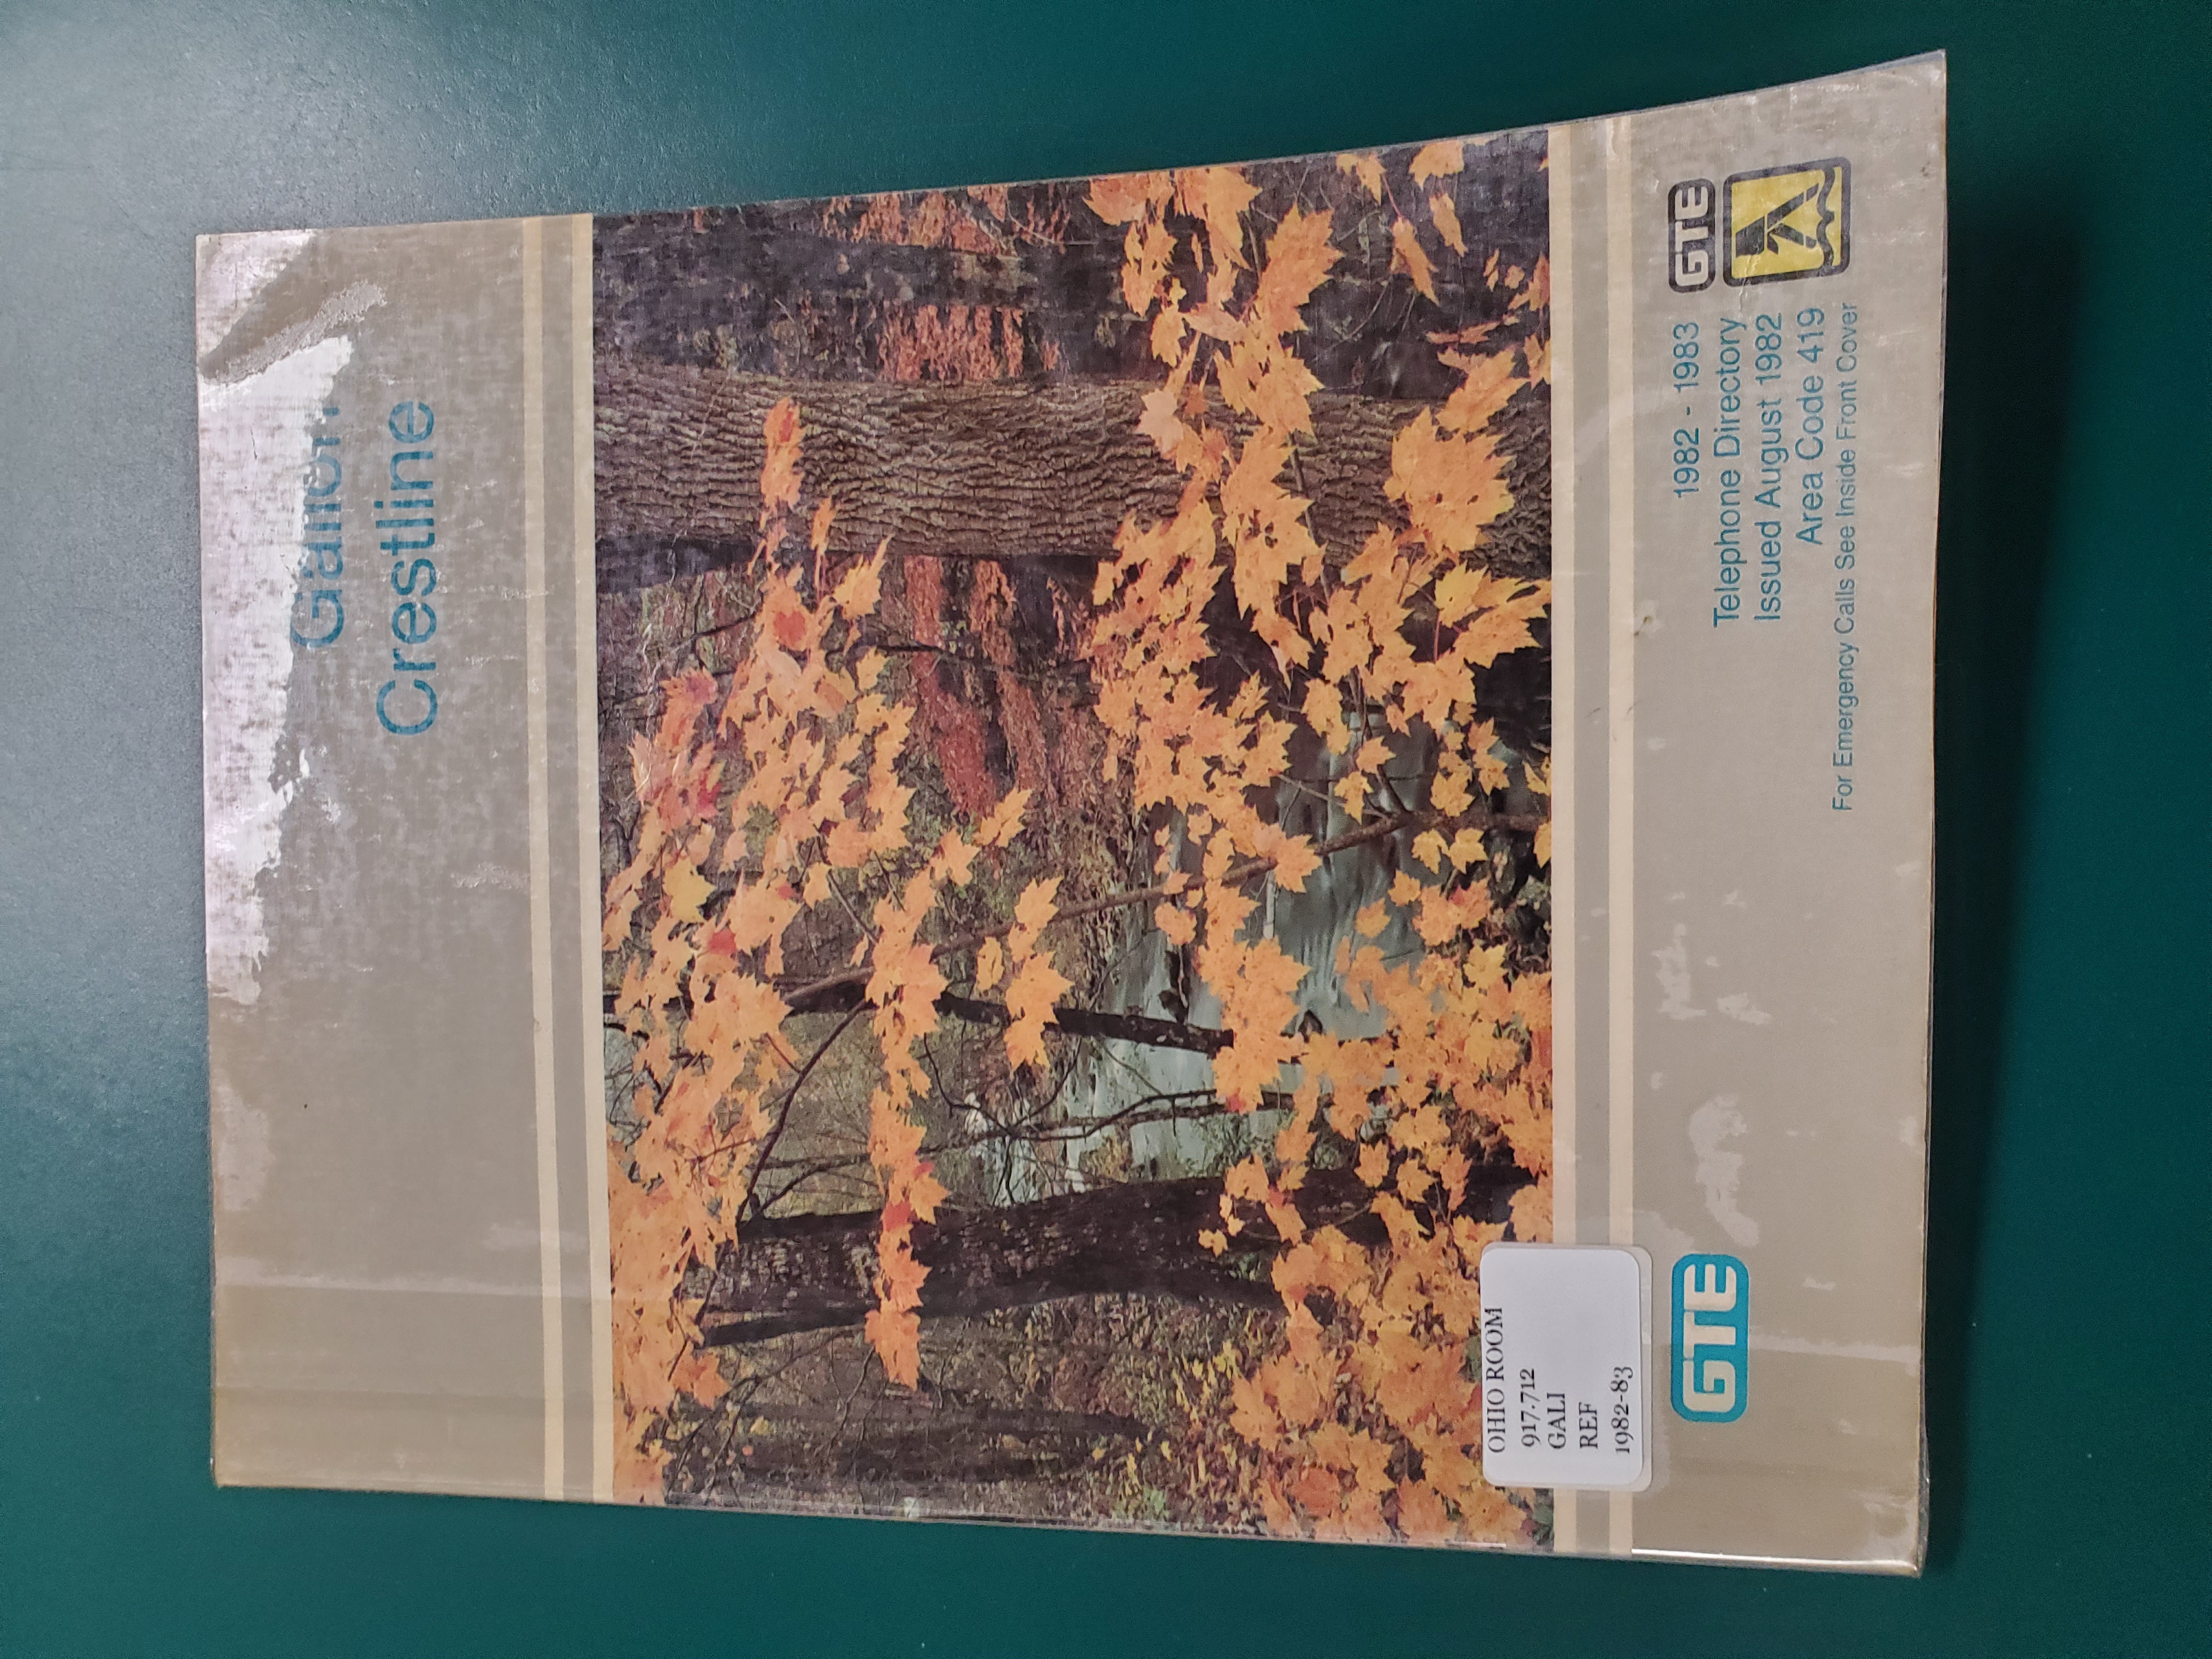 Galion
Crestline
OHIO ROOM
917.712
GALI
REF
1982-83
GTE
1982 - 1983
Telephone Directory
Issued August 1982
Area Code 419
For Emergency Calls See Inside Front Cover
GTE